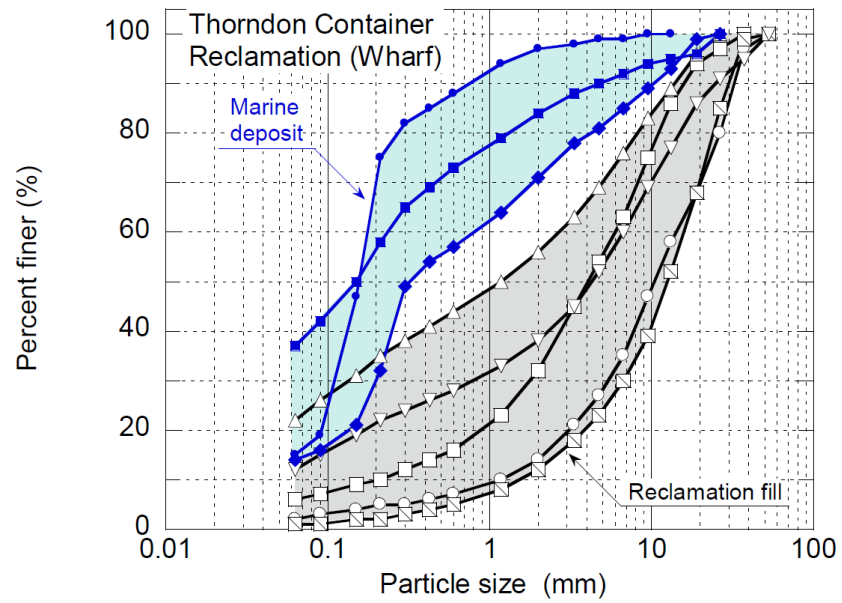 Thorndon Container
Reclamation (Wharf)
Marine
deposit
Reclamation fill
Percent finer (%)
100
80
60
40
20
0
0.01
0.1
1
10
100
Particle size (mm)